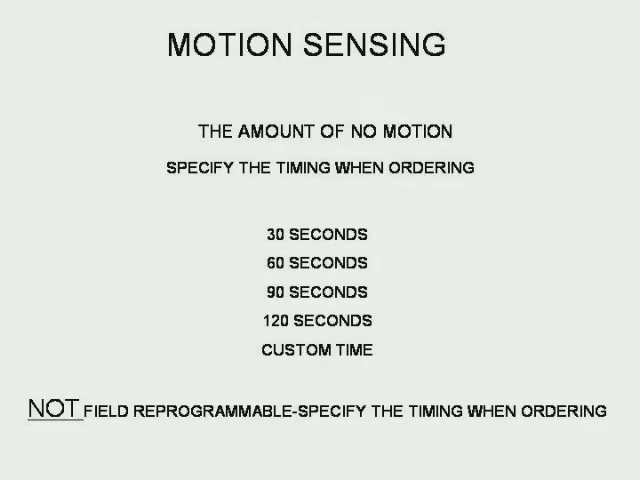 MOTION SENSING
THE AMOUNT OF NO MOTION
SPECIFY THE TIMING WHEN ORDERING
30 SECONDS
60 SECONDS
90 SECONDS
120 SECONDS
CUSTOM TIME
NOT FIELD REPROGRAMMABLE-SPECIFY THE TIMING WHEN ORDERING